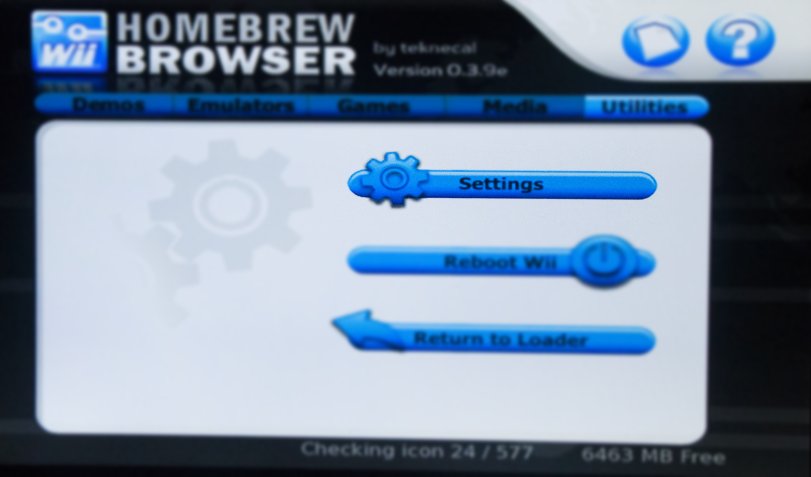 Wii HOMEBREW
BROWSER
by teknecal
Version 0.3.9e
?
Demos Emulators Games Media Utilities
Settings
Reboot Wii
Return to Loader
Checking icon 24 / 577 6463 MB Free